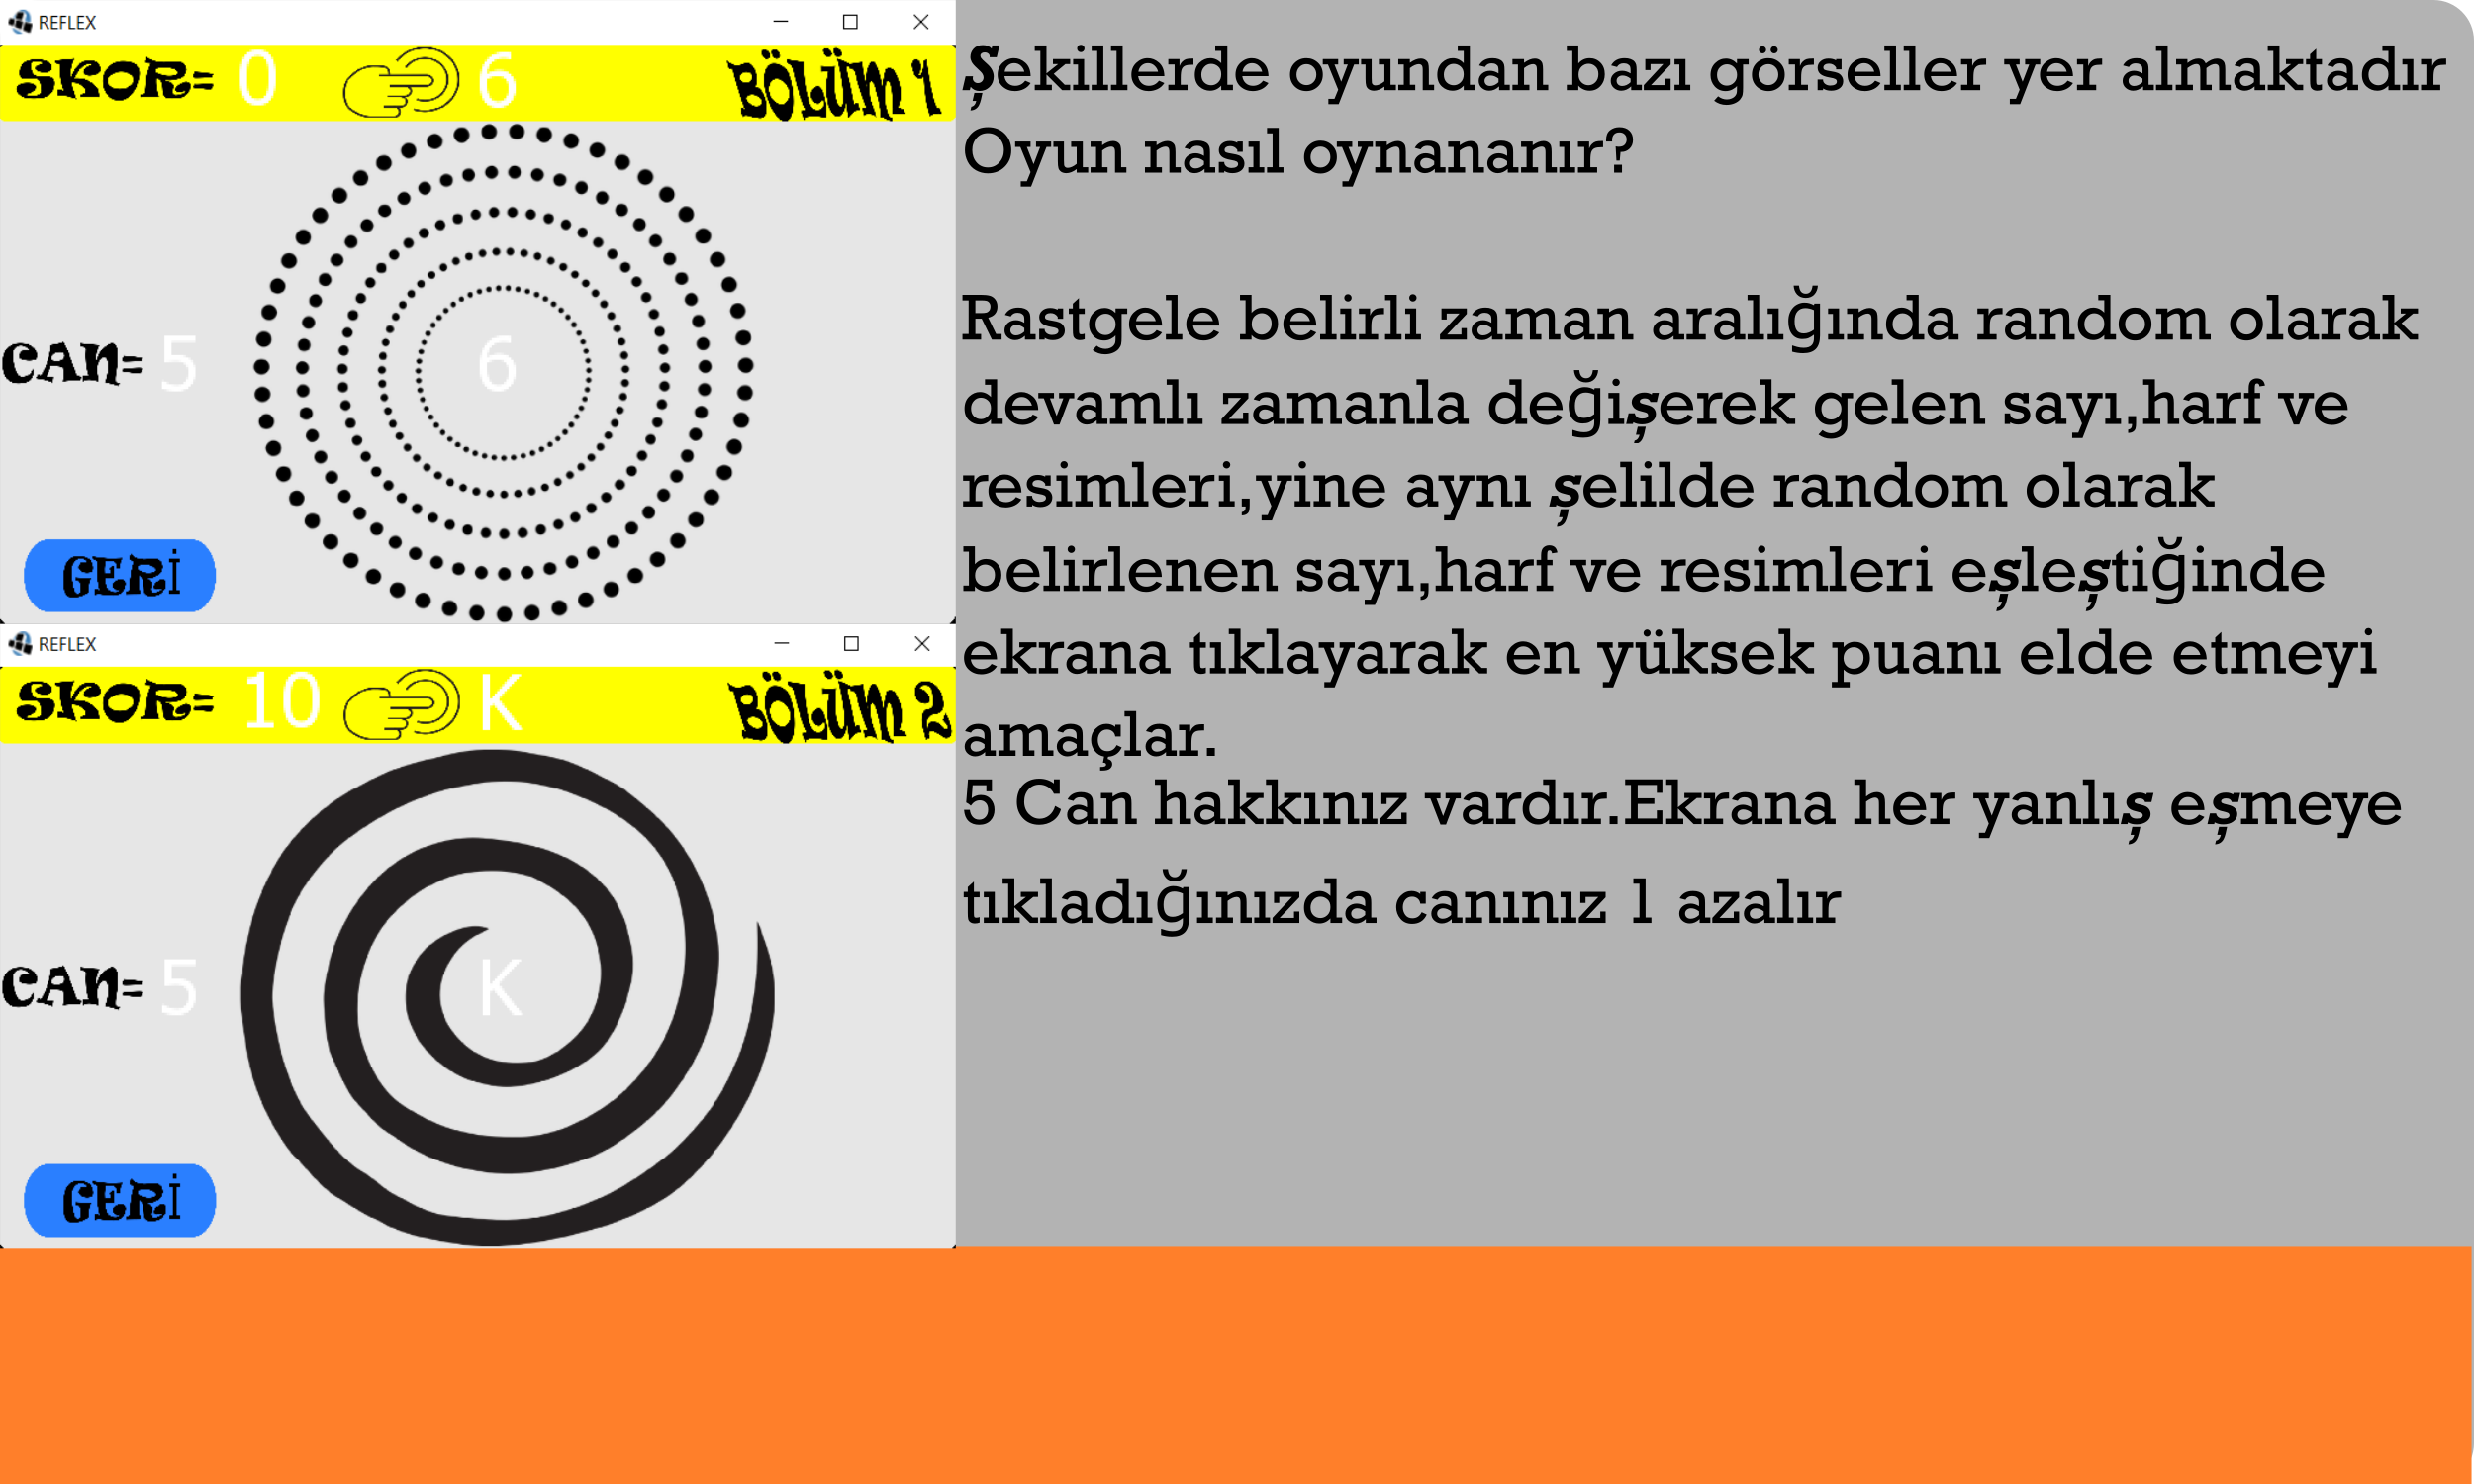 REFLEX
SKOR= 0 6 BÖLÜM 1
CAN= 5 6
GERİ
REFLEX
SKOR= 10 K BÖLÜM 2
CAN= 5 K
GERİ
Şekillerde oyundan bazı görseller yer almaktadır
Oyun nasıl oynananır?
Rastgele belirli zaman aralığında random olarak
devamlı zamanla değişerek gelen sayı,harf ve
resimleri,yine aynı şelilde random olarak
belirlenen sayı,harf ve resimleri eşleştiğinde
ekrana tıklayarak en yüksek puanı elde etmeyi
amaçlar.
5 Can hakkınız vardır.Ekrana her yanlış eşmeye
tıkladığınızda canınız 1 azalır